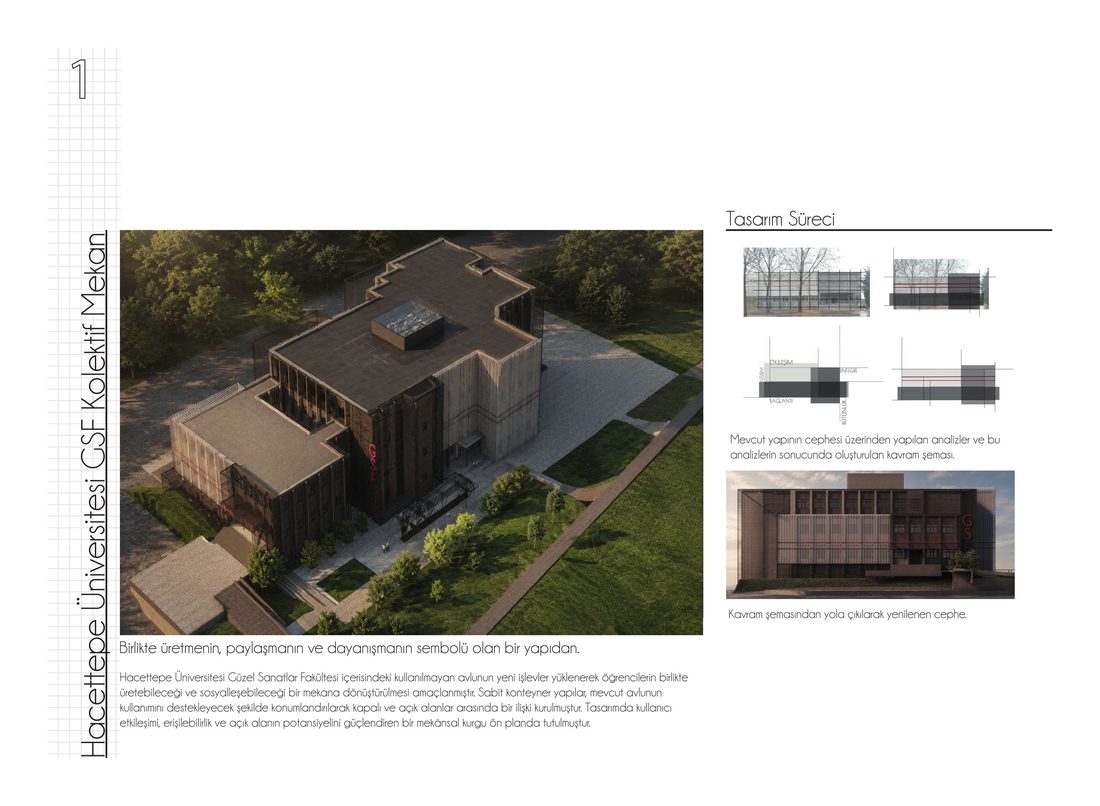 1
Hacettepe Üniversitesi GSF Kolektif Mekan
Birlikte üretmenin, paylaşmanın ve dayanışmanın sembolü olan bir yapıdan.
Hacettepe Üniversitesi Güzel Sanatlar Fakültesi içerisindeki kullanılmayan avlunun yeni işlevler yüklenerek öğrencilerin birlikte
üretebileceği ve sosyalleşebileceği bir mekana dönüştürülmesi amaçlanmıştır. Sabit konteyner yapılar, mevcut avlunun
kullanımını destekleyecek şekilde konumlandırılarak kapalı ve açık alanlar arasında bir ilişki kurulmuştur. Tasarımda kullanıcı
etkileşimi, erişilebilirlik ve açık alanın potansiyelini güçlendiren bir mekânsal kurgu ön planda tutulmuştur.
Tasarım Süreci
ETKİLEŞİM
BAĞLANTI
Mevcut yapının cephesi üzerinden yapılan analizler ve bu
analizlerin sonucunda oluşturulan kavram şeması.
GS
Kavram şemasından yola çıkılarak yenilenen cephe.